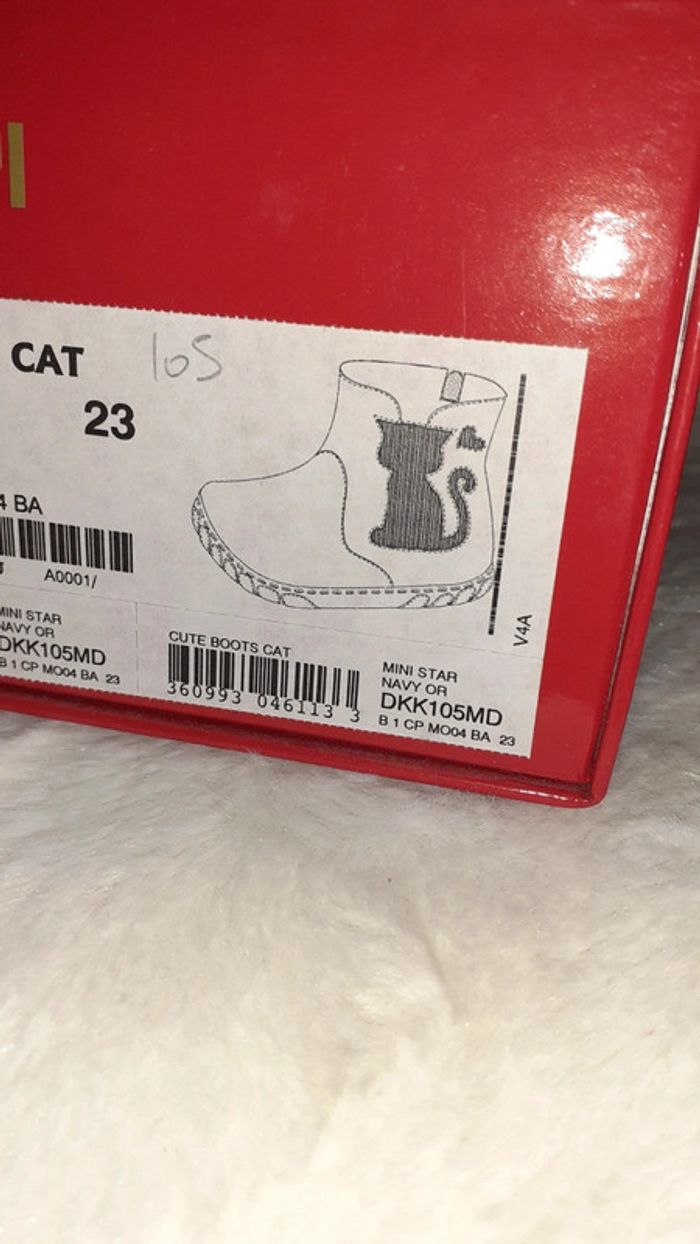 CAT 105
23
4 BA
A0001/
MINI STAR
NAVY OR
DKK105MD
B 1 CP MO04 BA 23
CUTE BOOTS CAT
360993 046113 3
MINI STAR
NAVY OR
DKK105MD
B 1 CP MO04 BA 23
V4A